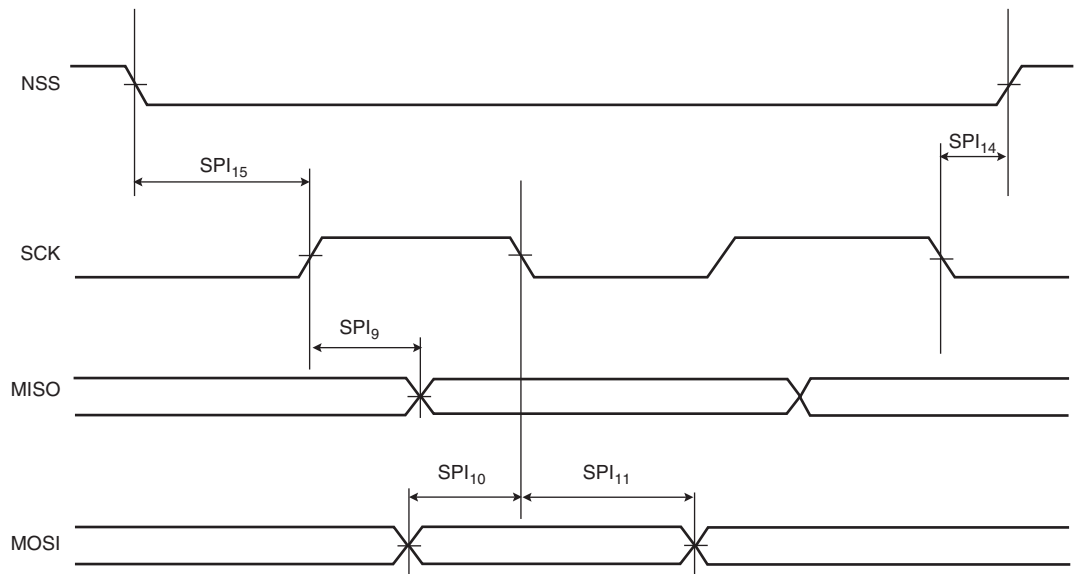 NSS
SPI₁₄
SPI₁₅
SCK
SPI₉
MISO
SPI₁₀ SPI₁₁
MOSI